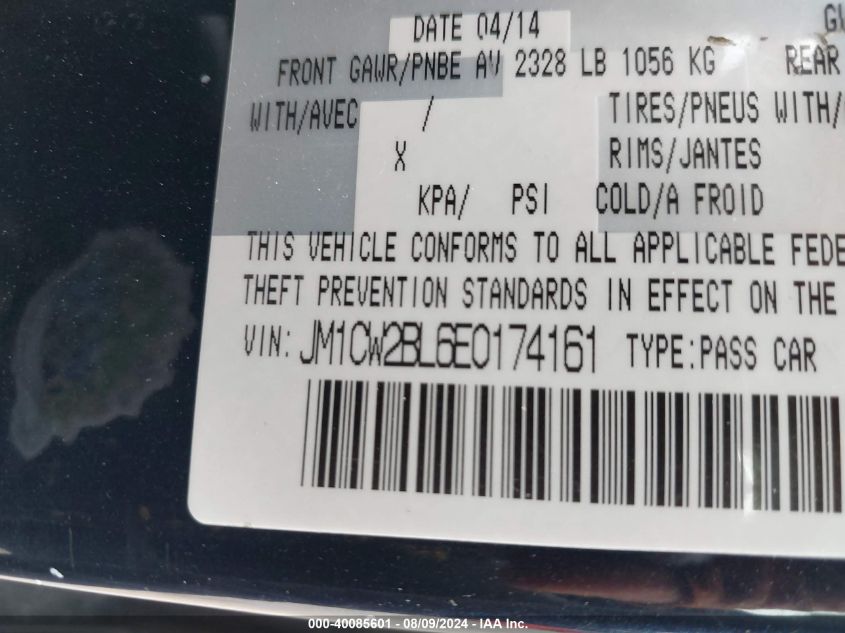 DATE 04/14
FRONT GAWR/PNBE AV 2328 LB 1056 KG REAR
WITH/AVEC / TIRES/PNEUS WITH/
X RIMS/JANTES
KPA/ PSI COLD/A FROID
THIS VEHICLE CONFORMS TO ALL APPLICABLE FEDE
THEFT PREVENTION STANDARDS IN EFFECT ON THE
VIN: JM1CW2BL6E0174161 TYPE:PASS CAR
000-40085601 - 08/09/2024 - IAA Inc.